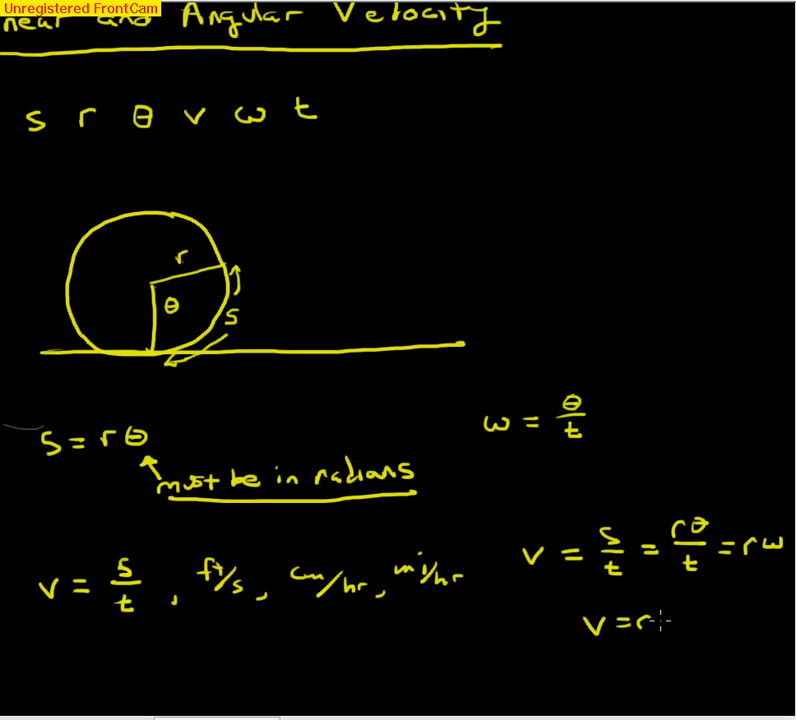 Unregistered FrontCam
near and Angular Velocity
s r θ v ω t
r
θ
s
s = rθ
must be in radians
ω = θ/t
v = s/t , ft/s, cm/hr, mi/hr
v = s/t = rθ/t = rω
v = r